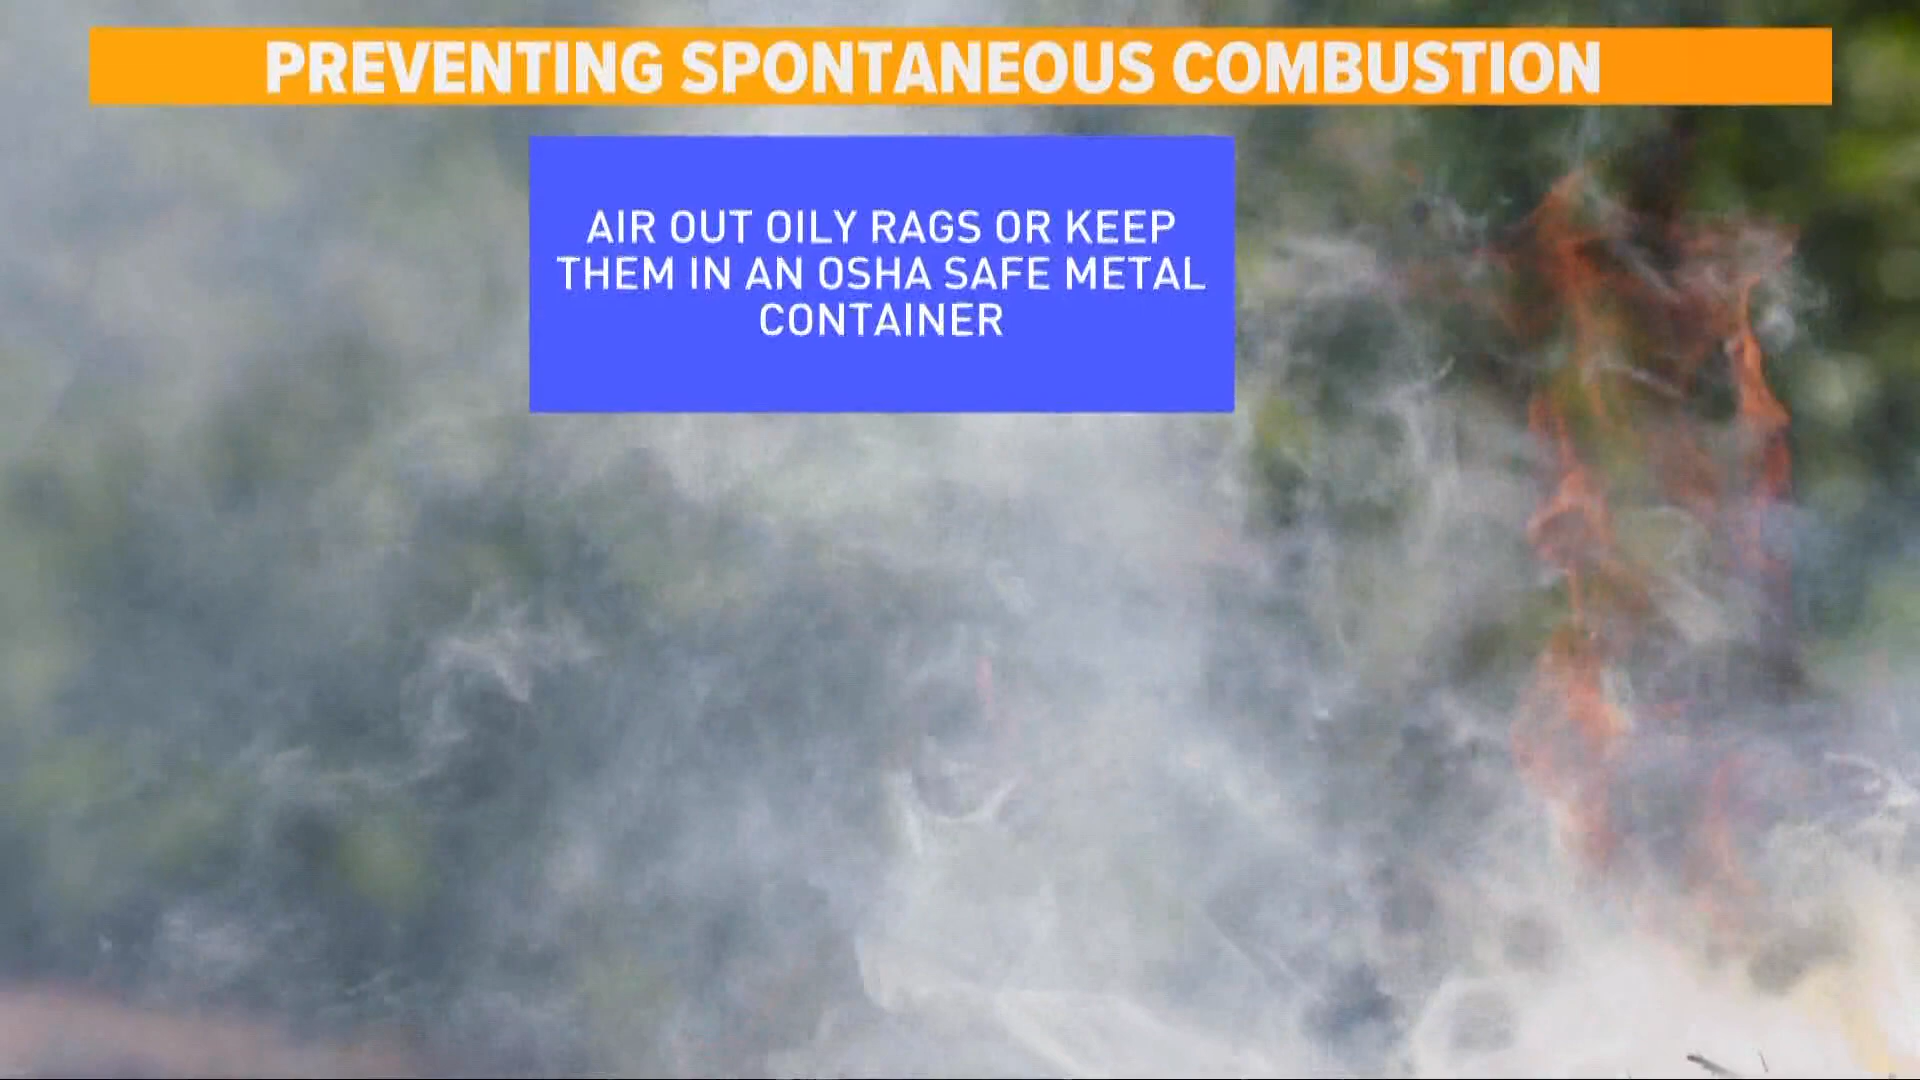 PREVENTING SPONTANEOUS COMBUSTION
AIR OUT OILY RAGS OR KEEP
THEM IN AN OSHA SAFE METAL
CONTAINER